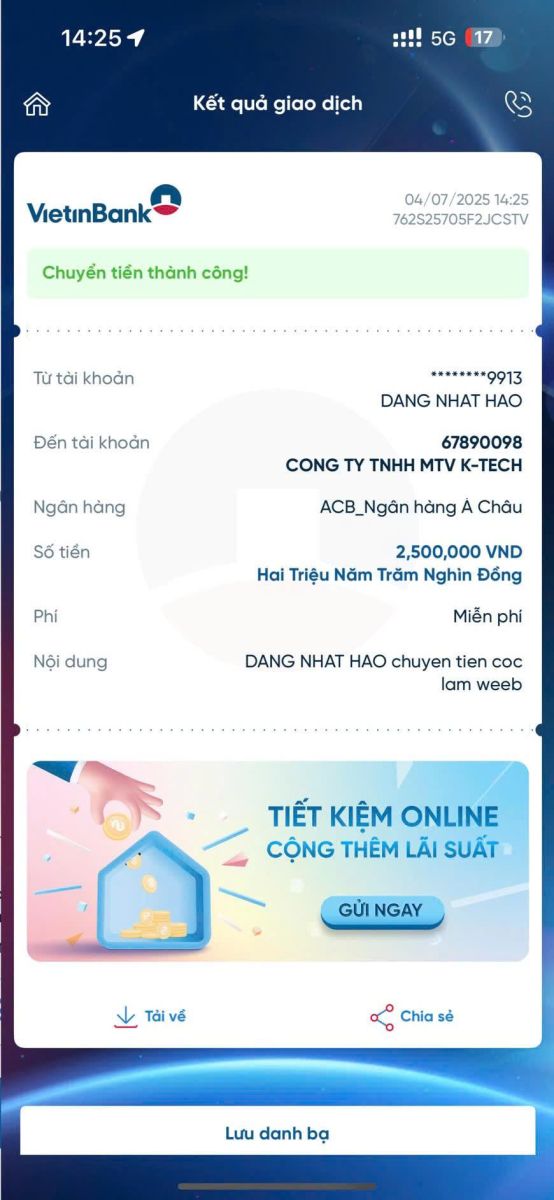 14:25
5G
17
Kết quả giao dịch
VietinBank
04/07/2025 14:25
762S25705F2JCSTV
Chuyển tiền thành công!
Từ tài khoản
********9913
DANG NHAT HAO
Đến tài khoản
67890098
CONG TY TNHH MTV K-TECH
Ngân hàng
ACB_Ngân hàng Á Châu
Số tiền
2,500,000 VND
Hai Triệu Năm Trăm Nghìn Đồng
Phí
Miễn phí
Nội dung
DANG NHAT HAO chuyen tien coc
lam weeb
TIẾT KIỆM ONLINE
CỘNG THÊM LÃI SUẤT
GỬI NGAY
Tải về
Chia sẻ
Lưu danh bạ